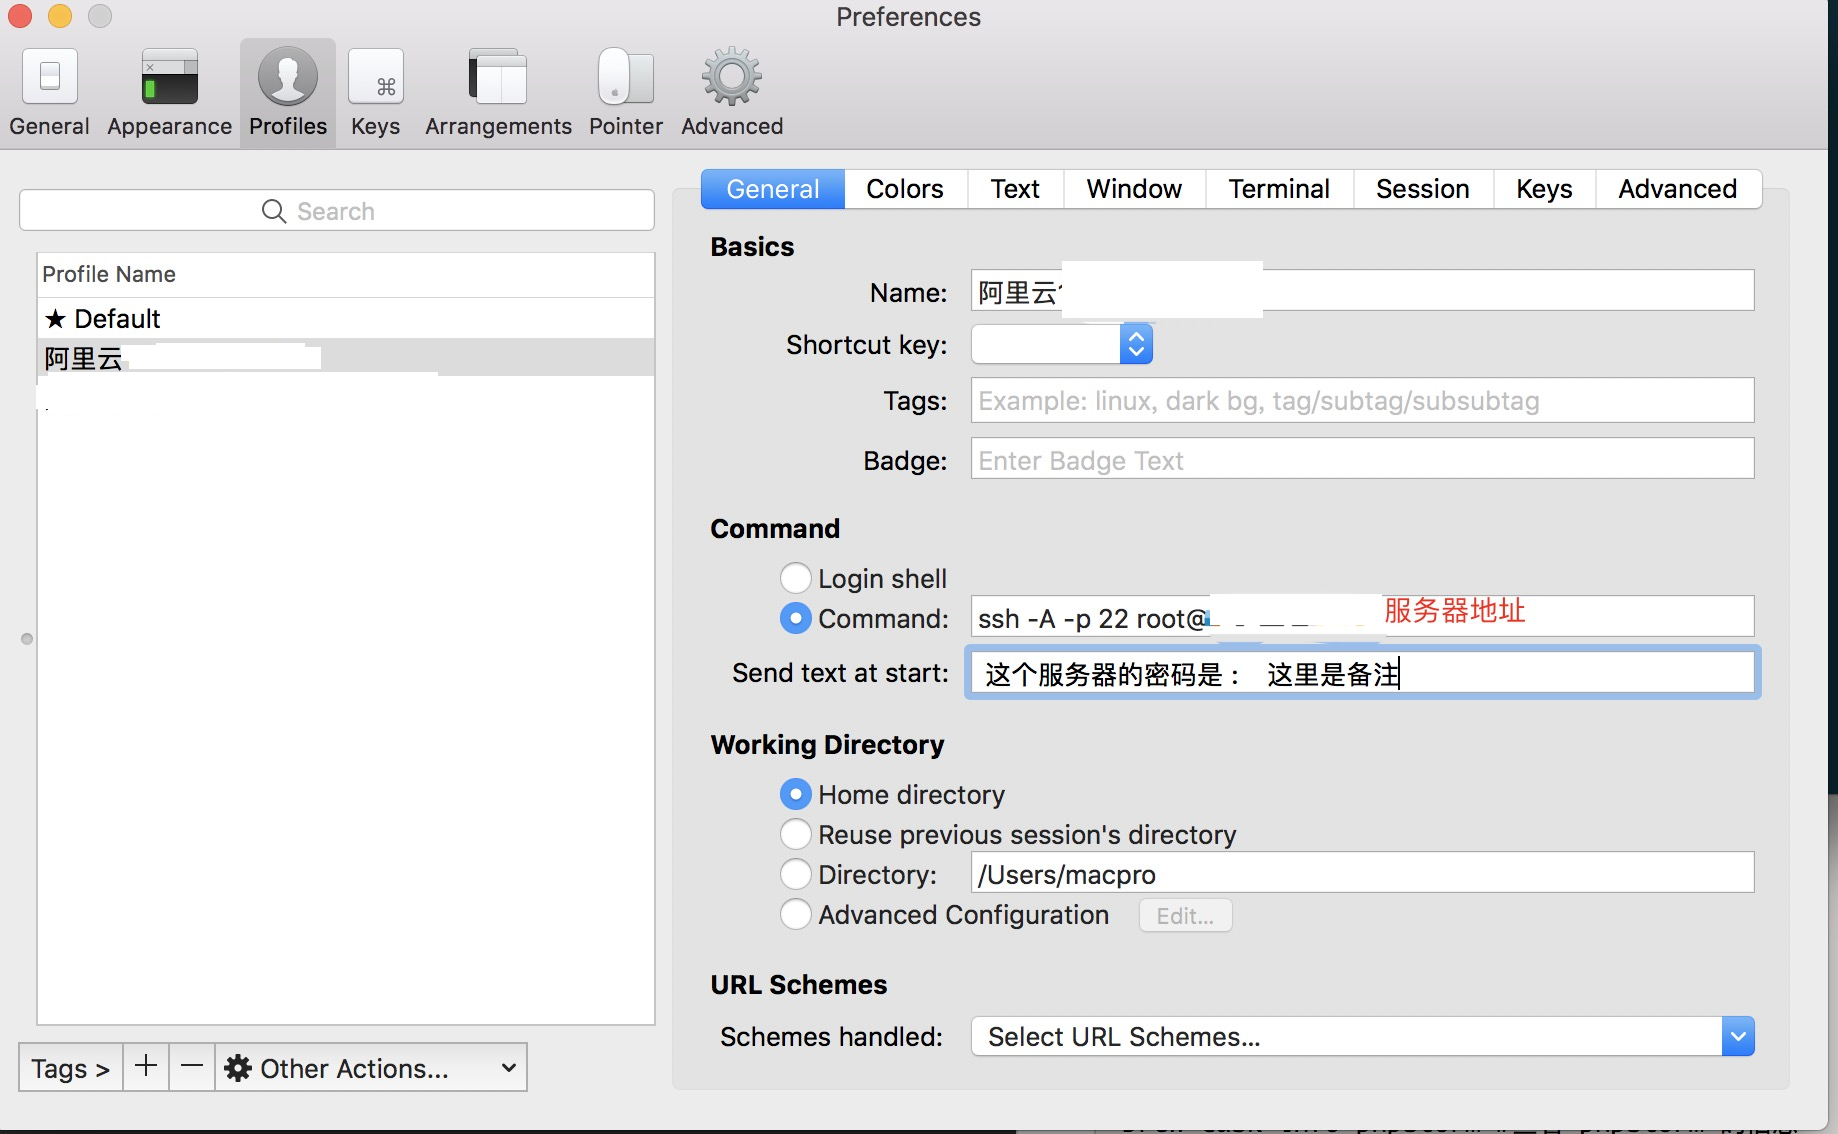 Preferences
General Appearance Profiles Keys Arrangements Pointer Advanced
Search
Profile Name
★ Default
阿里云
Tags >
Other Actions...
General Colors Text Window Terminal Session Keys Advanced
Basics
Name: 阿里云
Shortcut key:
Tags: Example: linux, dark bg, tag/subtag/subsubtag
Badge: Enter Badge Text
Command
Login shell
Command: ssh -A -p 22 root@ 服务器地址
Send text at start: 这个服务器的密码是： 这里是备注
Working Directory
Home directory
Reuse previous session's directory
Directory: /Users/macpro
Advanced Configuration Edit...
URL Schemes
Schemes handled: Select URL Schemes...